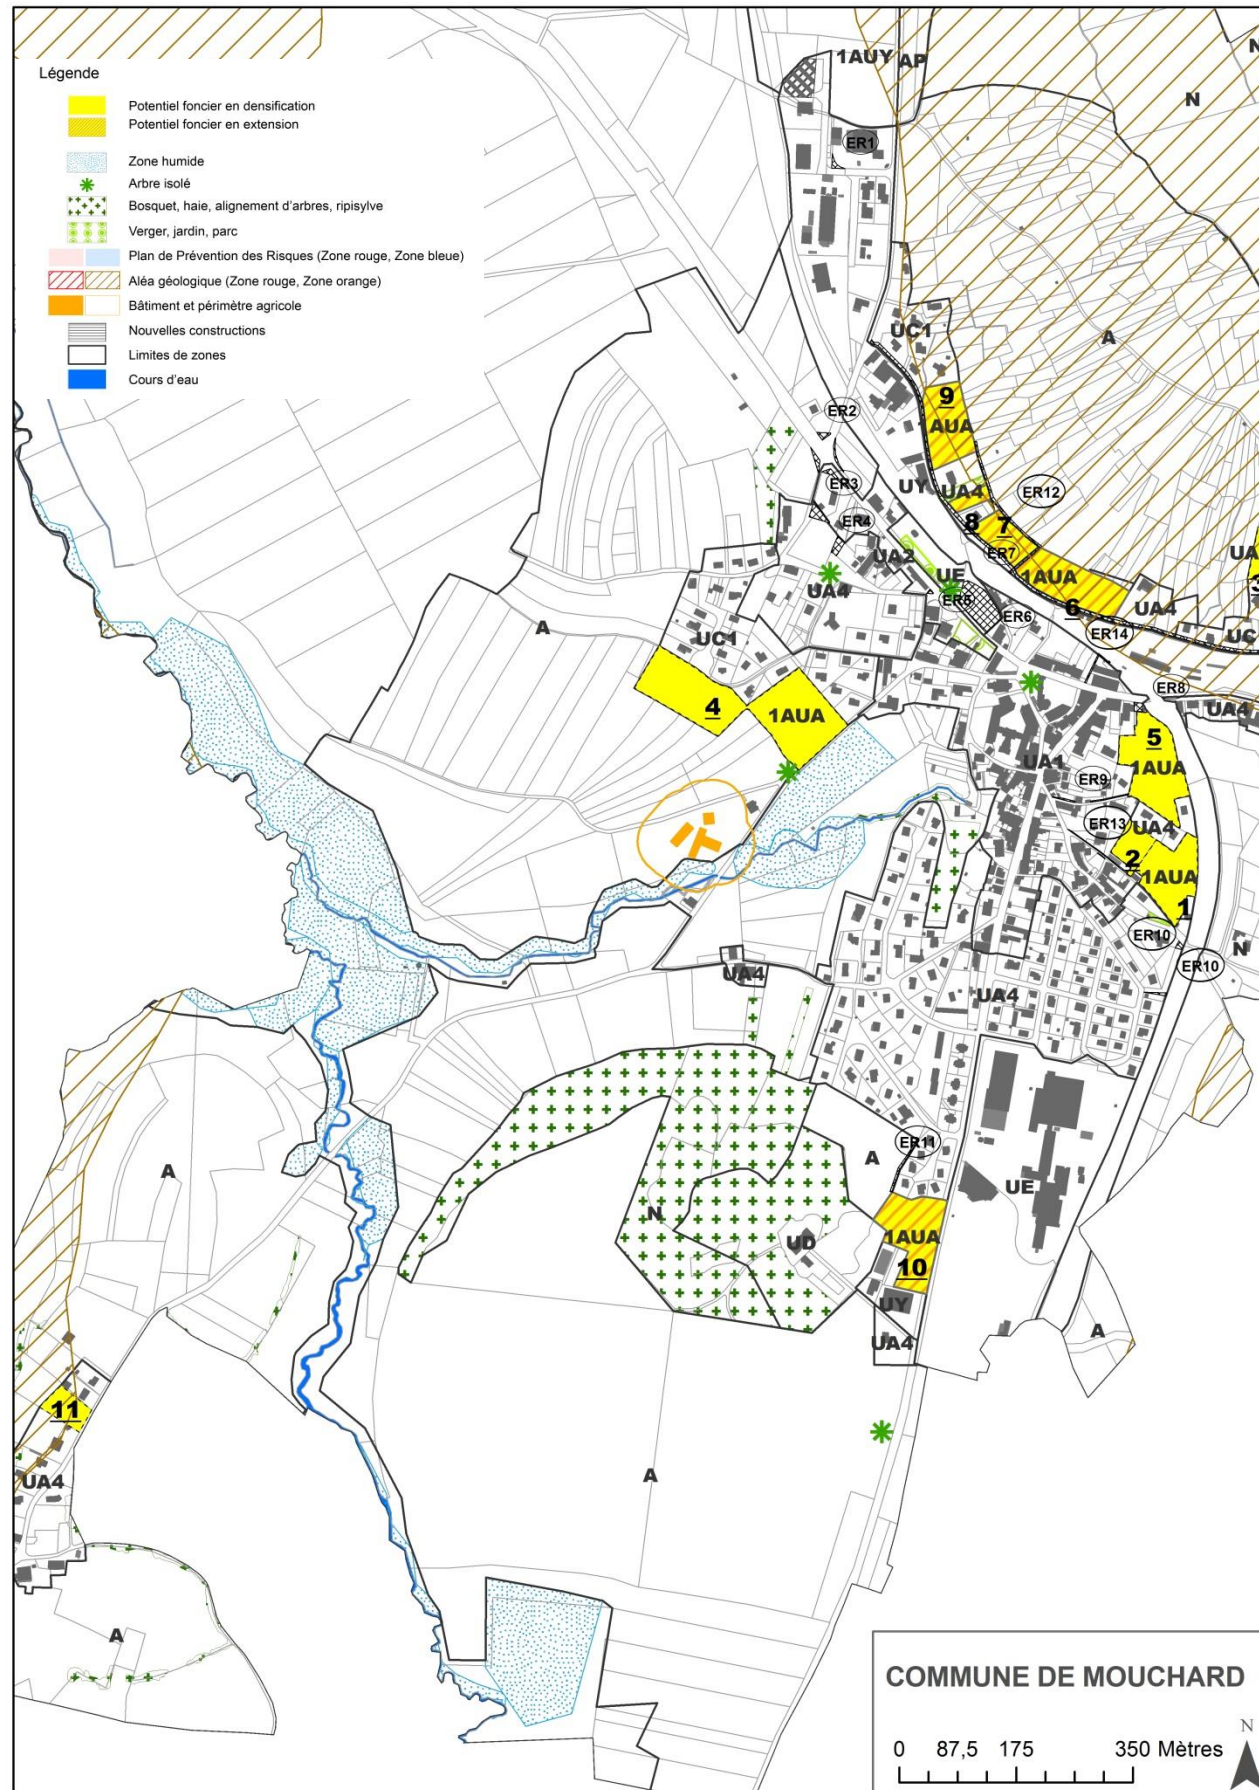 Légende
Potentiel foncier en densification
Potentiel foncier en extension
Zone humide
Arbre isolé
Bosquet, haie, alignement d'arbres, ripisylve
Verger, jardin, parc
Plan de Prévention des Risques (Zone rouge, Zone bleue)
Aléa géologique (Zone rouge, Zone orange)
Bâtiment et périmètre agricole
Nouvelles constructions
Limites de zones
Cours d'eau
1AUY AP
N
N
ER1
A
UC1
9
AUA
ER2
ER3
UY
UA4
ER12
ER4
8
7
UA2
ER7
UE
1AUA
UA
3
UA4
ER5
ER6
6
UA4
A
UC1
ER14
UC
ER8
4
1AUA
UA4
5
UA1
1AUA
ER9
ER13
UA4
2
1AUA
1
ER10
N
ER10
UA4
UA4
ER11
A
A
UE
N
UD
1AUA
10
UY
A
UA4
11
A
UA4
A
COMMUNE DE MOUCHARD
N
0 87,5 175 350 Mètres